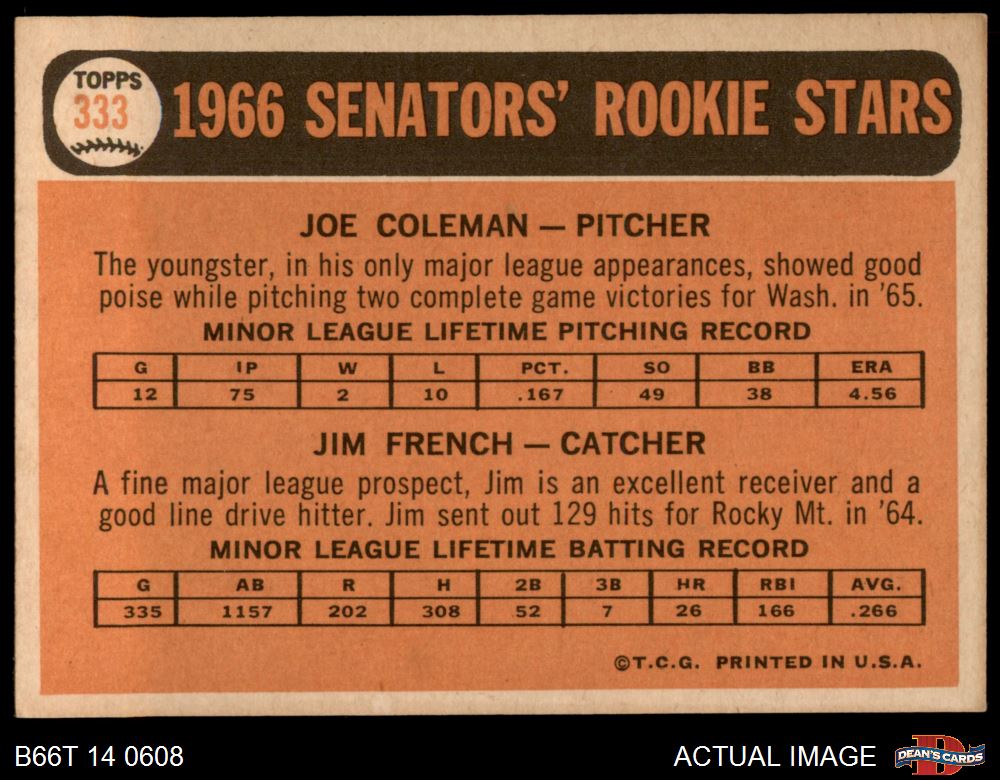 TOPPS
333
1966 SENATORS' ROOKIE STARS
JOE COLEMAN — PITCHER
The youngster, in his only major league appearances, showed good
poise while pitching two complete game victories for Wash. in '65.
MINOR LEAGUE LIFETIME PITCHING RECORD
G IP W L PCT. SO BB ERA
12 75 2 10 .167 49 38 4.56
JIM FRENCH — CATCHER
A fine major league prospect, Jim is an excellent receiver and a
good line drive hitter. Jim sent out 129 hits for Rocky Mt. in '64.
MINOR LEAGUE LIFETIME BATTING RECORD
G AB R H 2B 3B HR RBI AVG.
335 1157 202 308 52 7 26 166 .266
©T.C.G. PRINTED IN U.S.A.
B66T 14 0608 ACTUAL IMAGE DEAN'S CARDS